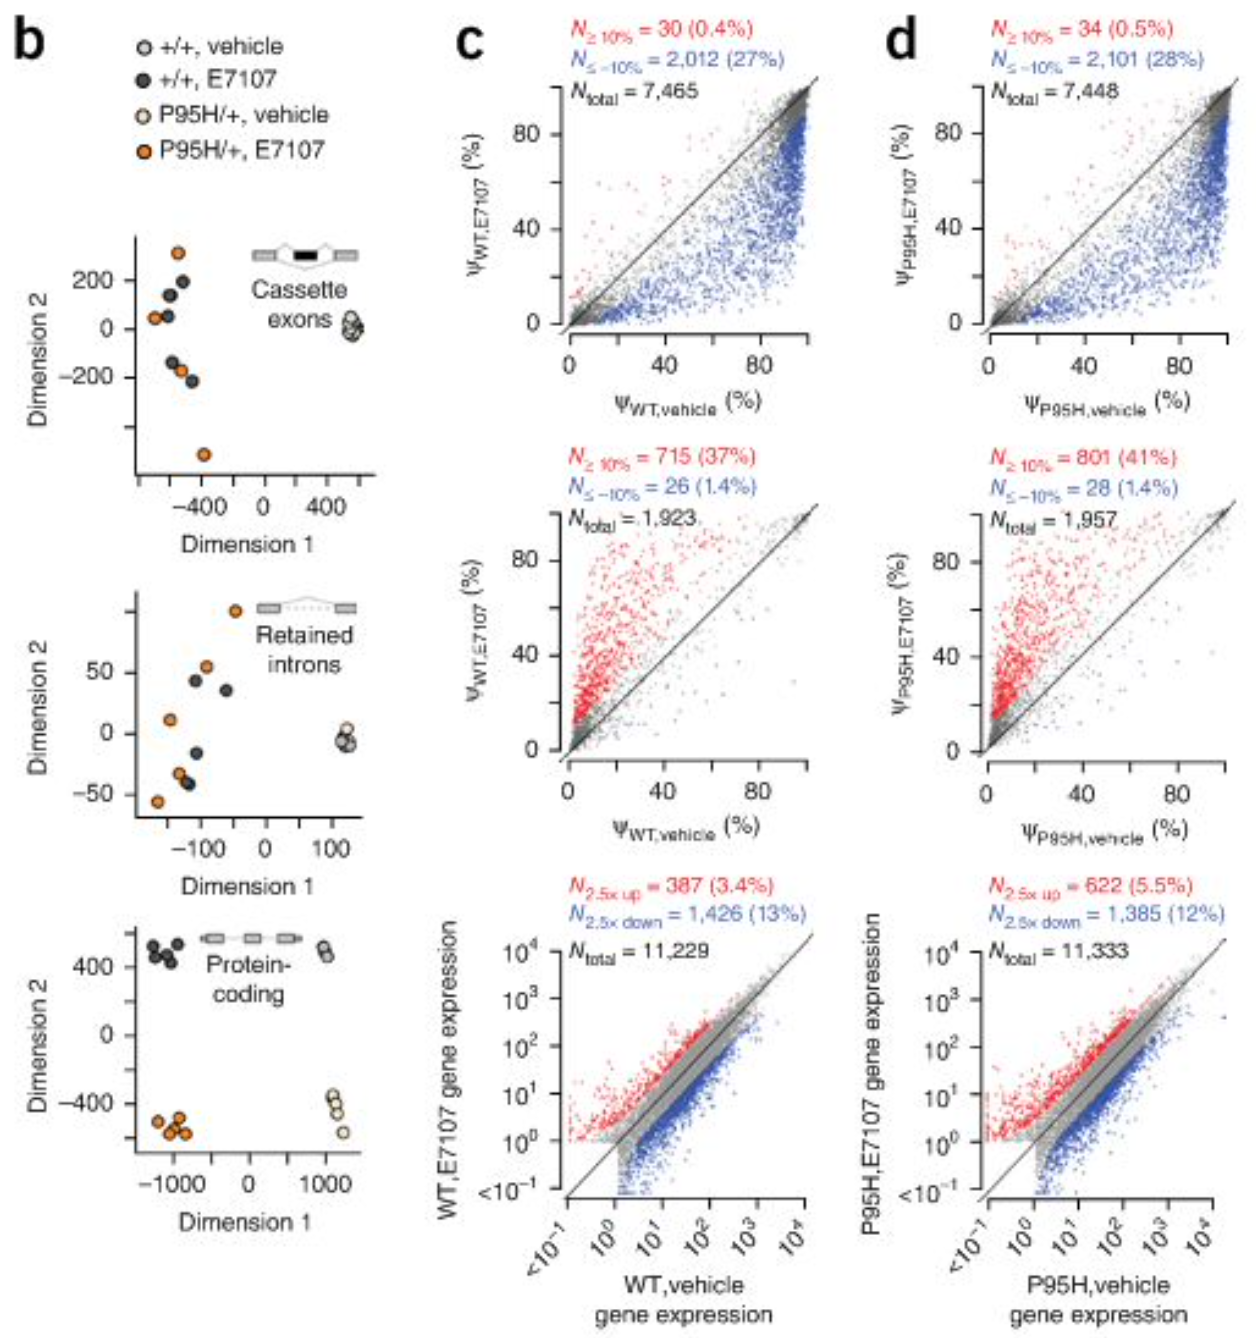 b
+/+, vehicle
+/+, E7107
P95H/+, vehicle
P95H/+, E7107
Dimension 2
200
0
−200
Cassette
exons
−400 0 400
Dimension 1
Dimension 2
50
0
−50
Retained
introns
−100 0 100
Dimension 1
Dimension 2
400
0
−400
Protein-
coding
−1000 0 1000
Dimension 1
c
N≥ 10% = 30 (0.4%)
N≤ −10% = 2,012 (27%)
Ntotal = 7,465
ψWT,E7107 (%)
80
40
0
0 40 80
ψWT,vehicle (%)
N≥ 10% = 715 (37%)
N≤ −10% = 26 (1.4%)
Ntotal = 1,923
ψWT,E7107 (%)
80
40
0
0 40 80
ψWT,vehicle (%)
N2.5x up = 387 (3.4%)
N2.5x down = 1,426 (13%)
Ntotal = 11,229
WT,E7107 gene expression
10⁴
10³
10²
10¹
10⁰
<10⁻¹
<10⁻¹ 10⁰ 10¹ 10² 10³ 10⁴
WT,vehicle
gene expression
d
N≥ 10% = 34 (0.5%)
N≤ −10% = 2,101 (28%)
Ntotal = 7,448
ψP95H,E7107 (%)
80
40
0
0 40 80
ψP95H,vehicle (%)
N≥ 10% = 801 (41%)
N≤ −10% = 28 (1.4%)
Ntotal = 1,957
ψP95H,E7107 (%)
80
40
0
0 40 80
ψP95H,vehicle (%)
N2.5x up = 622 (5.5%)
N2.5x down = 1,385 (12%)
Ntotal = 11,333
P95H,E7107 gene expression
10⁴
10³
10²
10¹
10⁰
<10⁻¹
<10⁻¹ 10⁰ 10¹ 10² 10³ 10⁴
P95H,vehicle
gene expression